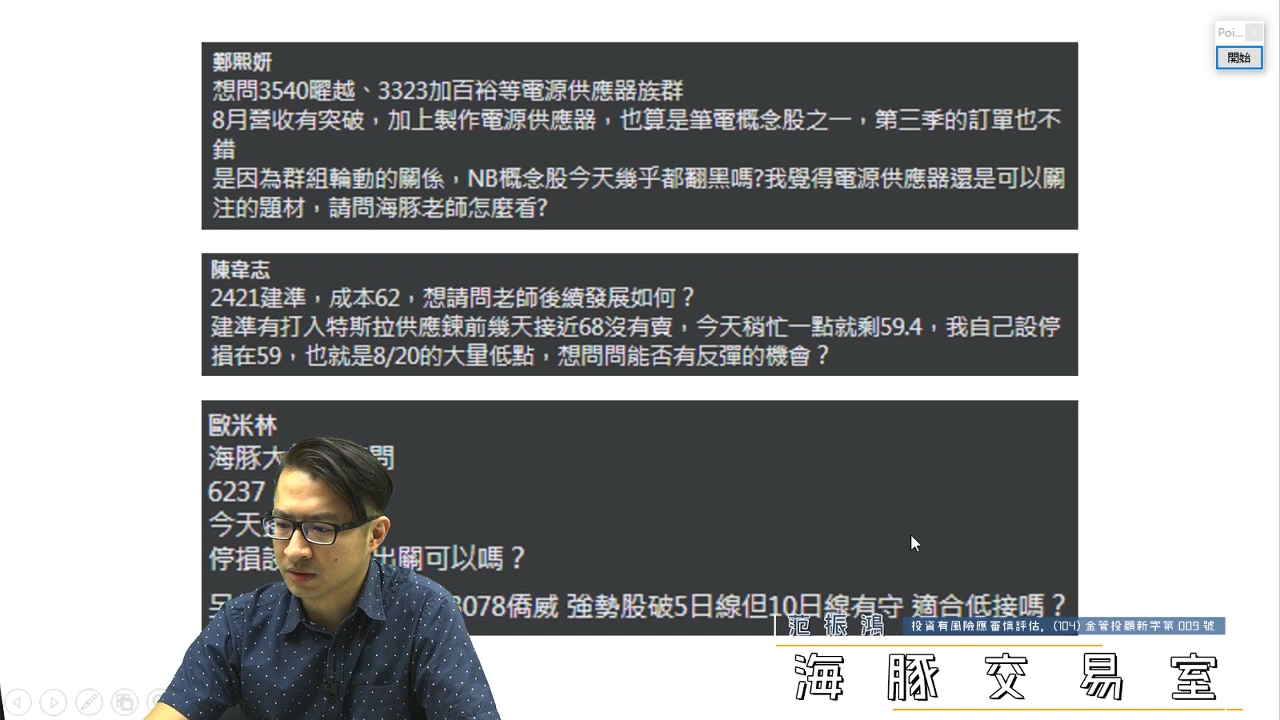 Poi...
開始
鄭熙妍
想問3540曜越、3323加百裕等電源供應器族群
8月營收有突破，加上製作電源供應器，也算是筆電概念股之一，第三季的訂單也不
錯
是因為群組輪動的關係，NB概念股今天幾乎都翻黑嗎?我覺得電源供應器還是可以關
注的題材，請問海豚老師怎麼看?
陳韋志
2421建準，成本62，想請問老師後續發展如何？
建準有打入特斯拉供應鍊前幾天接近68沒有賣，今天稍忙一點就剩59.4，我自己設停
損在59，也就是8/20的大量低點，想問問能否有反彈的機會？
歐米林
海豚大 問
6237
今天
停損設 出關可以嗎？
3078僑威 強勢股破5日線但10日線有守 適合低接嗎？
范振鴻 投資有風險應審慎評估, (104) 金管投顧新字第 009 號
海豚交易室